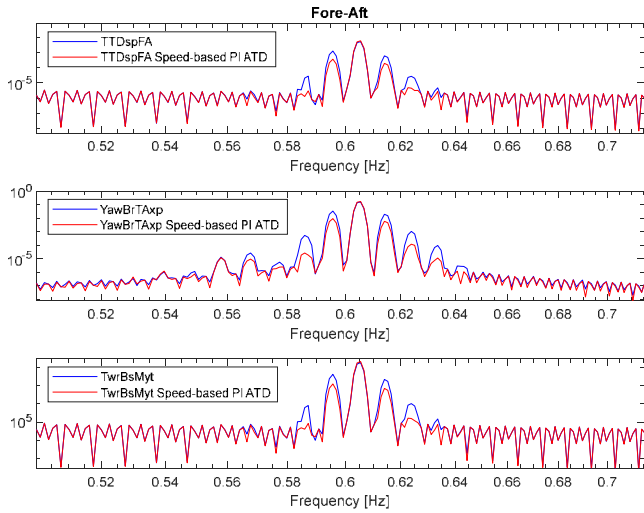 Fore-Aft
TTDspFA
TTDspFA Speed-based PI ATD
10^-5
0.52 0.54 0.56 0.58 0.6 0.62 0.64 0.66 0.68 0.7
Frequency [Hz]
10^0
YawBrTAxp
YawBrTAxp Speed-based PI ATD
10^-5
0.52 0.54 0.56 0.58 0.6 0.62 0.64 0.66 0.68 0.7
Frequency [Hz]
TwrBsMyt
TwrBsMyt Speed-based PI ATD
10^5
0.52 0.54 0.56 0.58 0.6 0.62 0.64 0.66 0.68 0.7
Frequency [Hz]